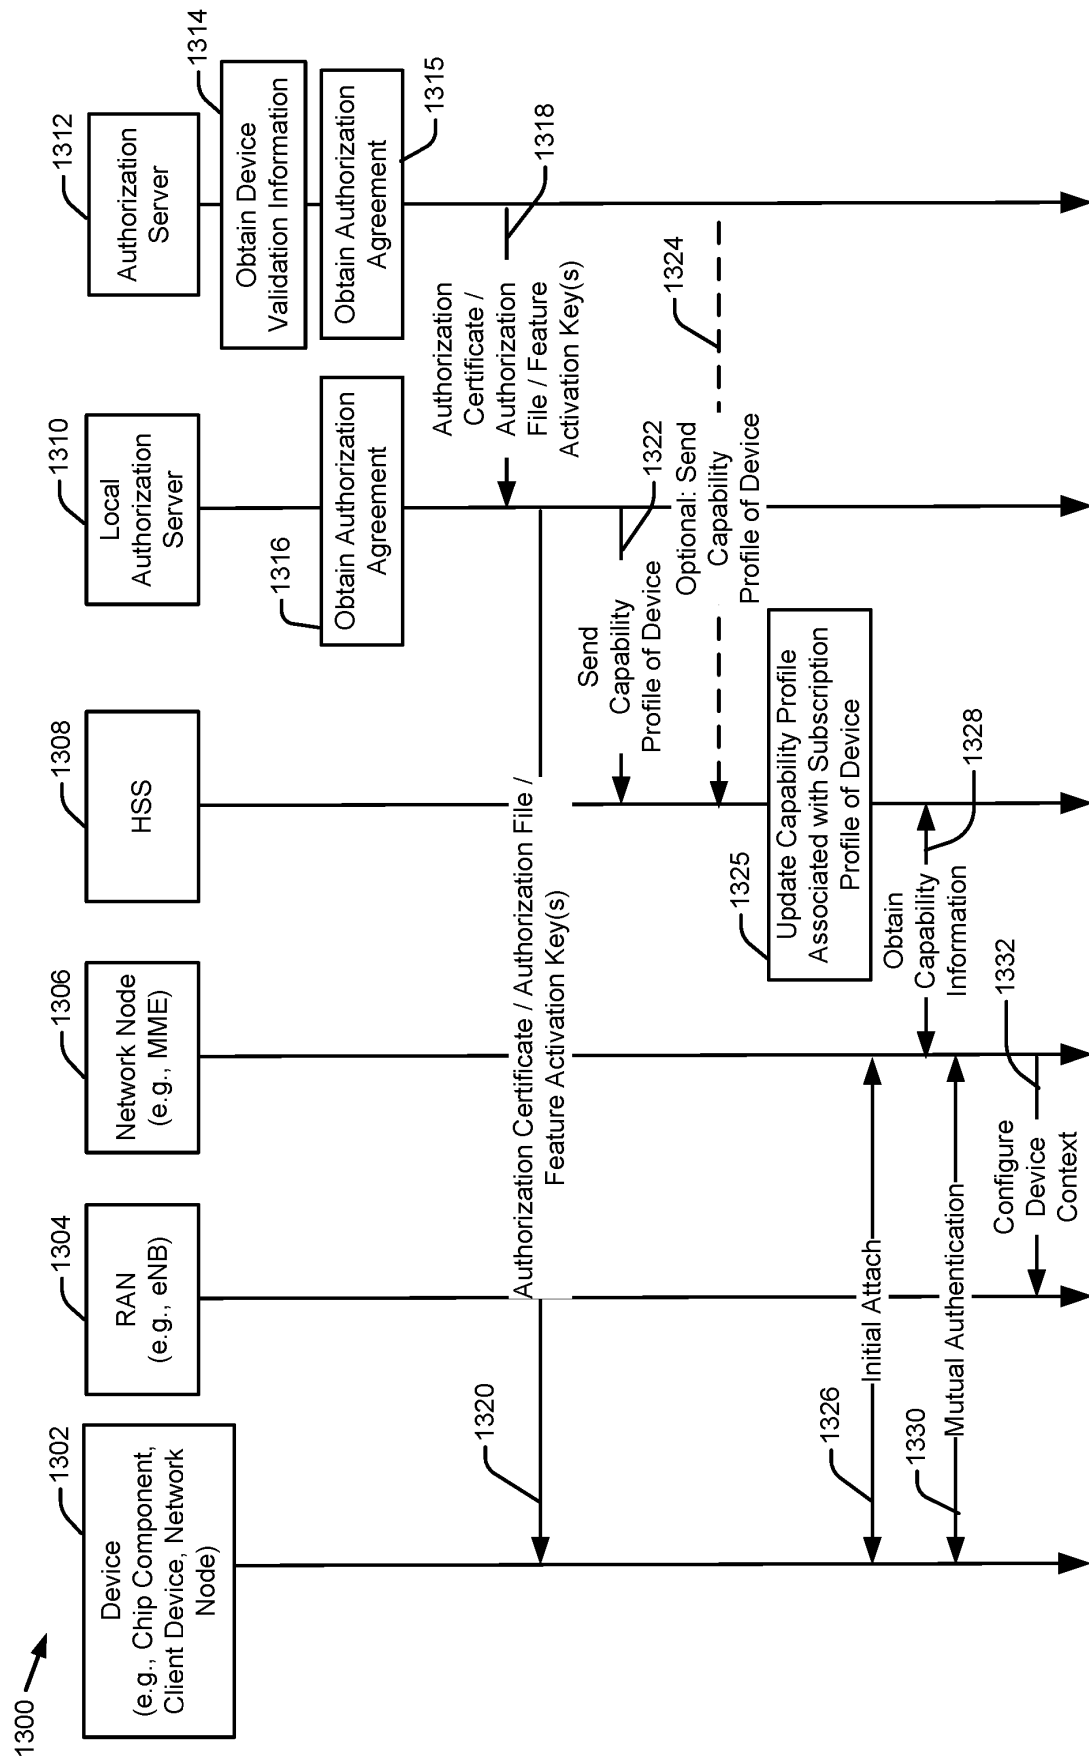 1300
1302
Device
(e.g., Chip Component,
Client Device, Network
Node)
1304
RAN
(e.g., eNB)
1306
Network Node
(e.g., MME)
1308
HSS
1310
Local
Authorization
Server
1312
Authorization
Server
1314
Obtain Device
Validation Information
1315
Obtain Authorization
Agreement
1316
Obtain Authorization
Agreement
1318
Authorization
Certificate /
Authorization
File / Feature
Activation Key(s)
1320
Authorization Certificate / Authorization File /
Feature Activation Key(s)
1322
Send
Capability
Profile of Device
1324
Optional: Send
Capability
Profile of Device
1325
Update Capability Profile
Associated with Subscription
Profile of Device
1326
Initial Attach
1328
Obtain
Capability
Information
1330
Mutual Authentication
1332
Configure
Device
Context